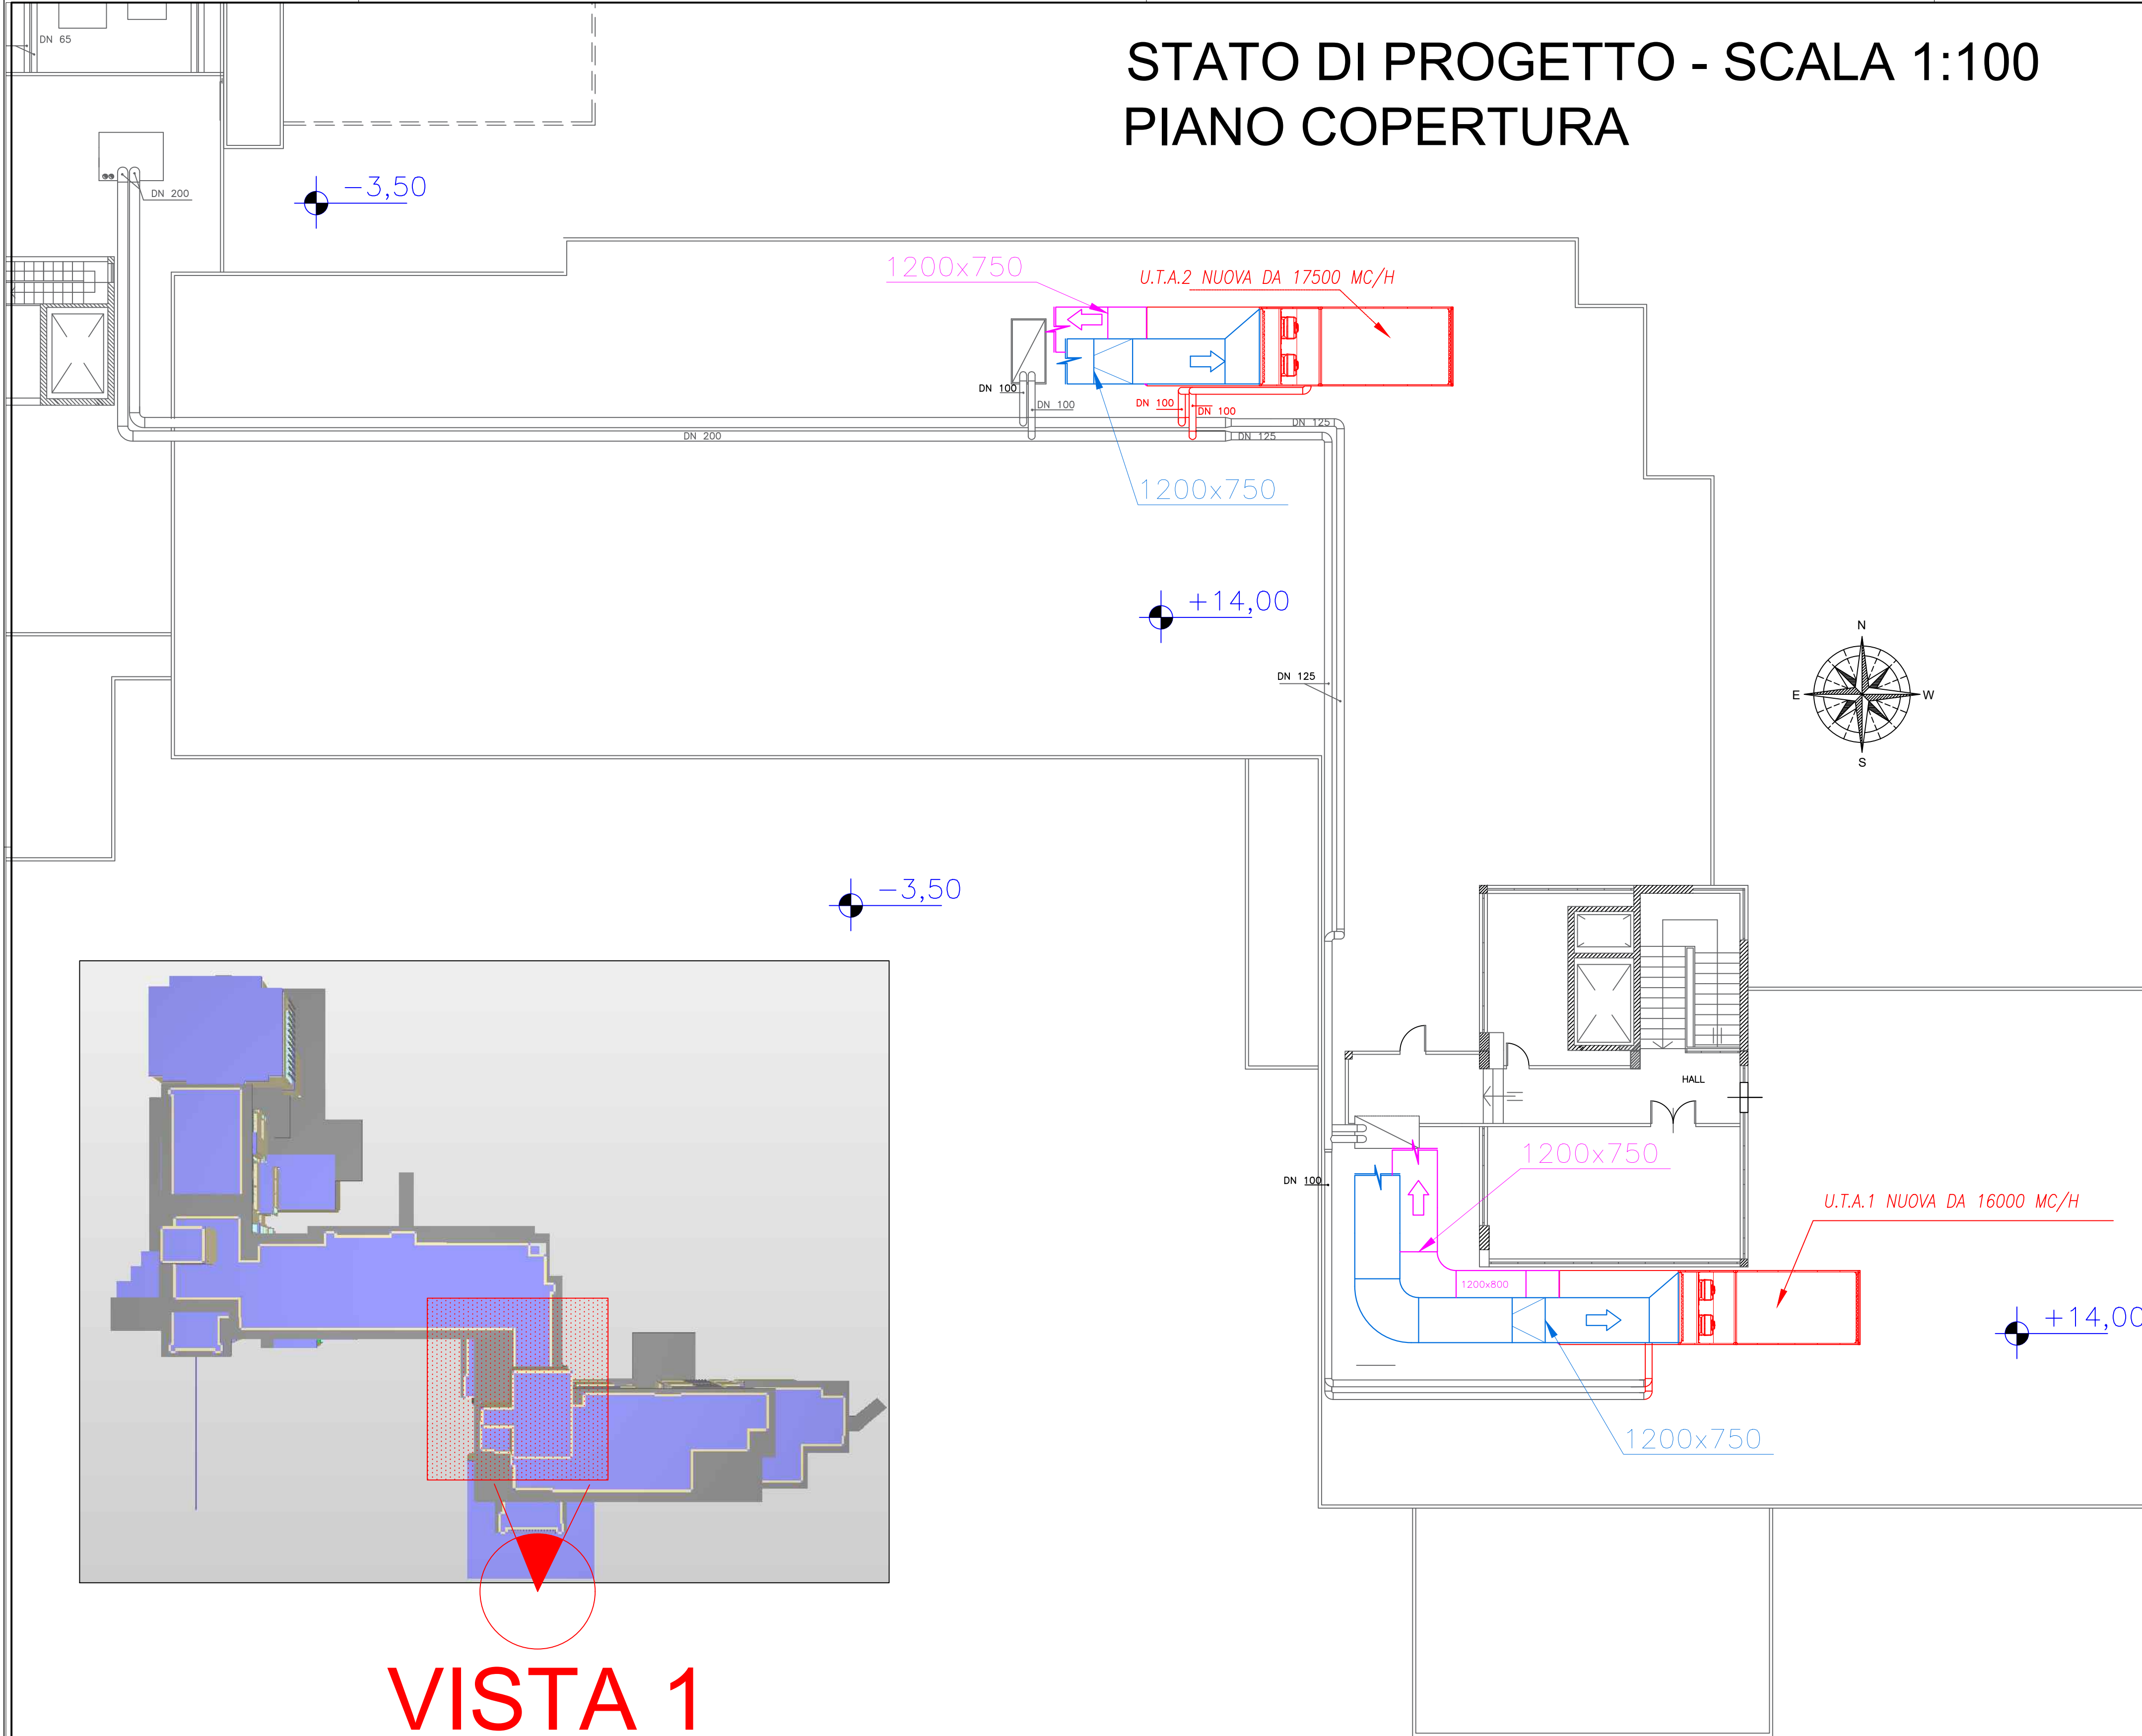 STATO DI PROGETTO - SCALA 1:100
PIANO COPERTURA
DN 65
DN 200
−3,50
1200x750
U.T.A.2 NUOVA DA 17500 MC/H
DN 100
DN 100
DN 100
DN 100
DN 125
DN 200
DN 125
1200x750
+14,00
N
E
W
S
DN 125
−3,50
HALL
1200x750
DN 100
U.T.A.1 NUOVA DA 16000 MC/H
1200x800
+14,00
1200x750
VISTA 1